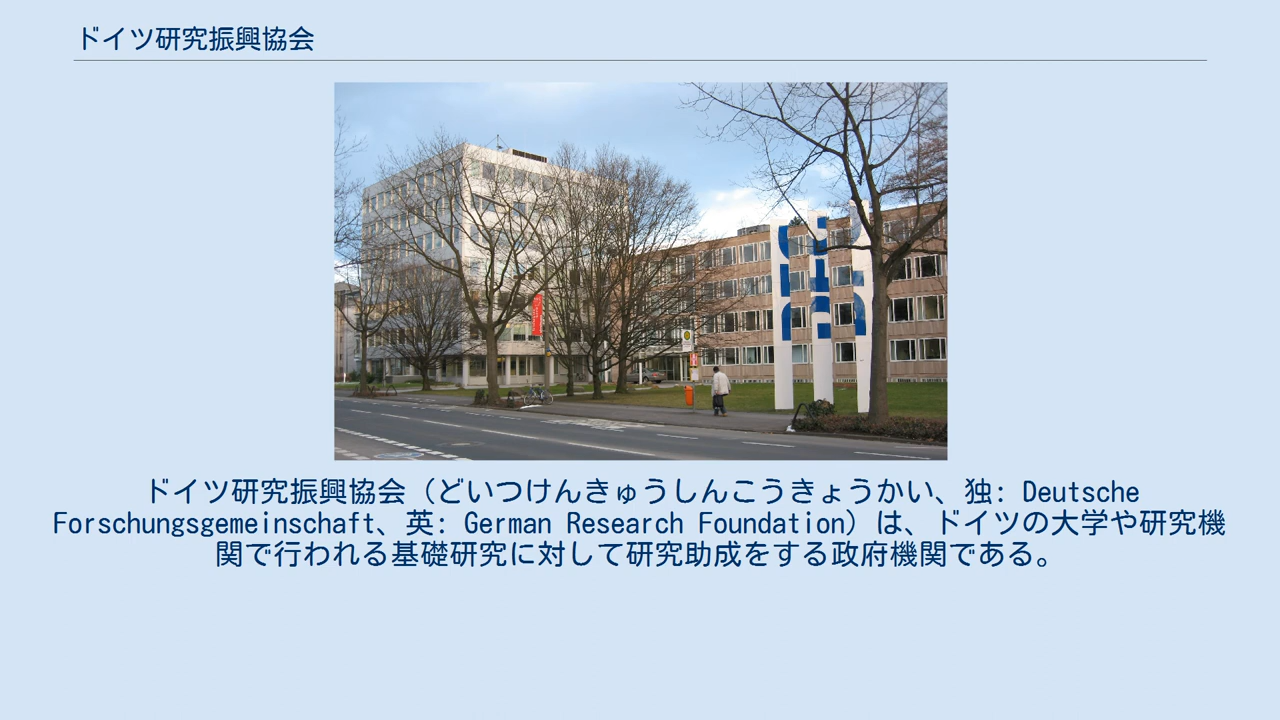 ドイツ研究振興協会
ドイツ研究振興協会（どいつけんきゅうしんこうきょうかい、独: Deutsche
Forschungsgemeinschaft、英: German Research Foundation）は、ドイツの大学や研究機
関で行われる基礎研究に対して研究助成をする政府機関である。